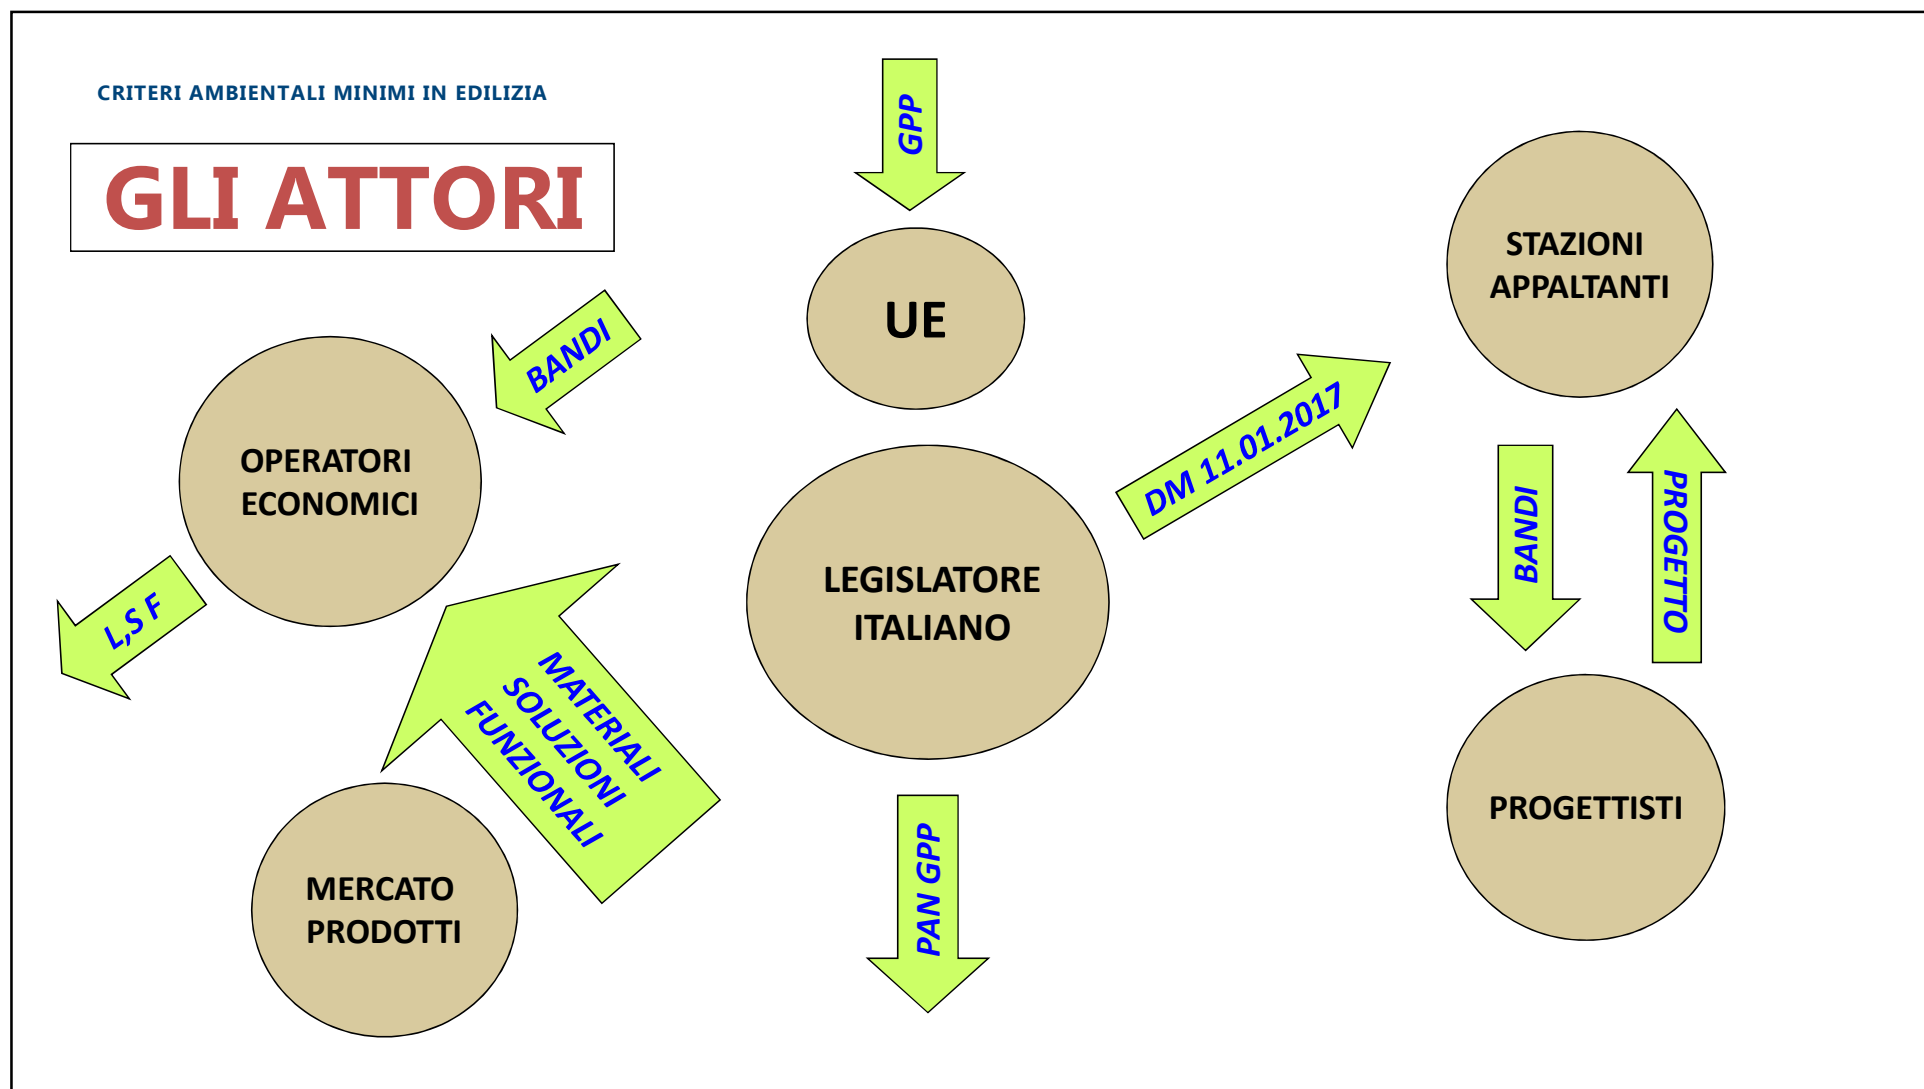 CRITERI AMBIENTALI MINIMI IN EDILIZIA
GLI ATTORI
GPP
UE
STAZIONI
APPALTANTI
BANDI
OPERATORI
ECONOMICI
DM 11.01.2017
L,S F
LEGISLATORE
ITALIANO
BANDI
PROGETTO
MATERIALI
SOLUZIONI
FUNZIONALI
MERCATO
PRODOTTI
PAN GPP
PROGETTISTI